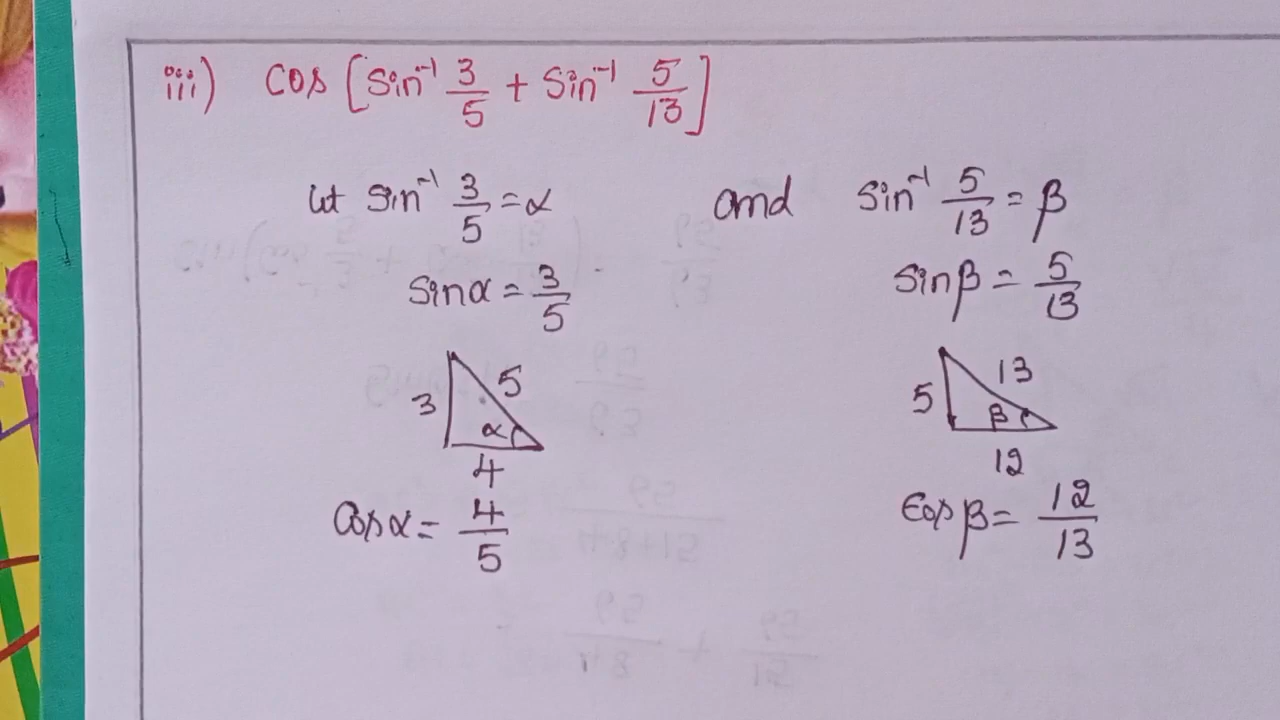 iii) cos [Sin⁻¹ 3/5 + Sin⁻¹ 5/13]
let Sin⁻¹ 3/5 = α and Sin⁻¹ 5/13 = β
Sinα = 3/5 Sinβ = 5/13
3 5 α 4 5 13 β 12
Cosα = 4/5 Cosβ = 12/13